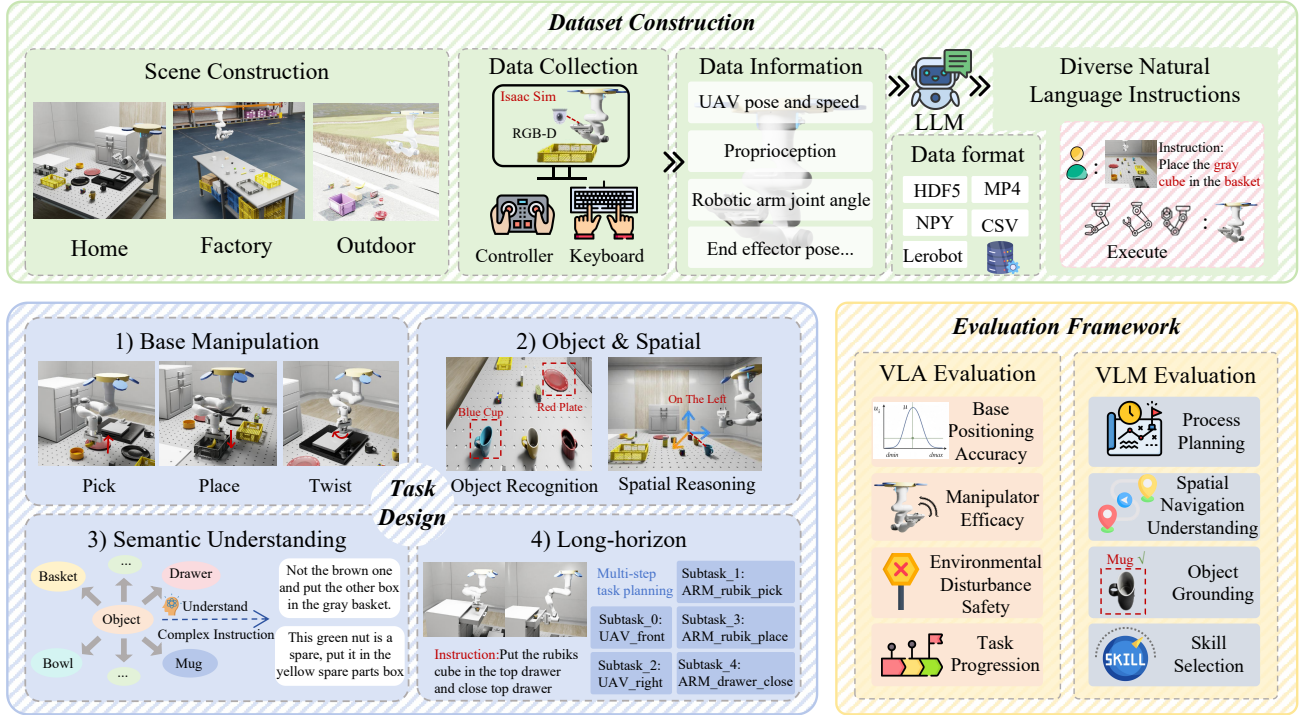 Dataset Construction
Scene Construction
Home
Factory
Outdoor
Data Collection
Isaac Sim
RGB-D
Controller
Keyboard
Data Information
UAV pose and speed
Proprioception
Robotic arm joint angle
End effector pose...
LLM
Data format
HDF5
MP4
NPY
CSV
Lerobot
Diverse Natural
Language Instructions
Instruction:
Place the gray
cube in the basket
:
:
Execute
1) Base Manipulation
Pick
Place
Twist
2) Object & Spatial
Blue Cup
Red Plate
On The Left
Object Recognition
Spatial Reasoning
Task
Design
3) Semantic Understanding
...
Basket
Drawer
Object
Bowl
Mug
...
Understand
Complex Instruction
Not the brown one
and put the other box
in the gray basket.
This green nut is a
spare, put it in the
yellow spare parts box
4) Long-horizon
Instruction:Put the rubiks
cube in the top drawer
and close top drawer
Multi-step
task planning
Subtask_1:
ARM_rubik_pick
Subtask_0:
UAV_front
Subtask_3:
ARM_rubik_place
Subtask_2:
UAV_right
Subtask_4:
ARM_drawer_close
Evaluation Framework
VLA Evaluation
μ
dmin
dmax
Base
Positioning
Accuracy
Manipulator
Efficacy
Environmental
Disturbance
Safety
Task
Progression
VLM Evaluation
Process
Planning
Spatial
Navigation
Understanding
Mug √
Object
Grounding
SKILL
Skill
Selection